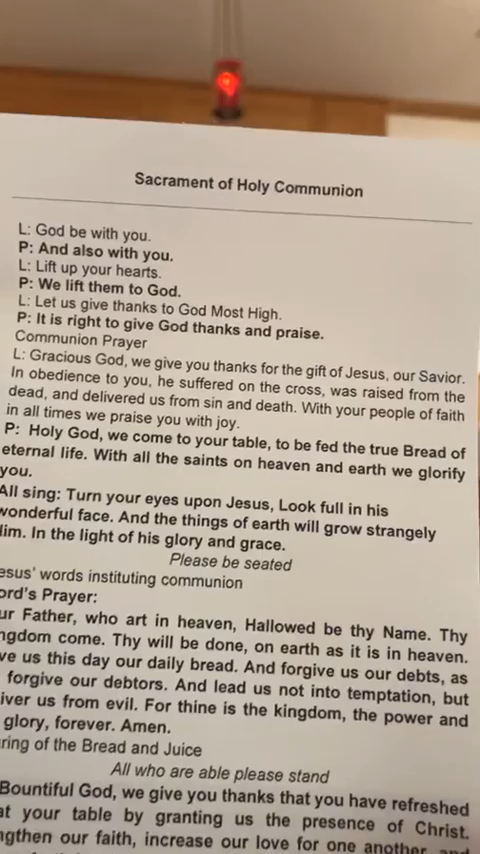 Sacrament of Holy Communion
L: God be with you.
P: And also with you.
L: Lift up your hearts.
P: We lift them to God.
L: Let us give thanks to God Most High.
P: It is right to give God thanks and praise.
Communion Prayer
L: Gracious God, we give you thanks for the gift of Jesus, our Savior.
In obedience to you, he suffered on the cross, was raised from the
dead, and delivered us from sin and death. With your people of faith
in all times we praise you with joy.
P: Holy God, we come to your table, to be fed the true Bread of
eternal life. With all the saints on heaven and earth we glorify
you.
All sing: Turn your eyes upon Jesus, Look full in his
wonderful face. And the things of earth will grow strangely
dim. In the light of his glory and grace.
Please be seated
esus' words instituting communion
ord's Prayer:
ur Father, who art in heaven, Hallowed be thy Name. Thy
ngdom come. Thy will be done, on earth as it is in heaven.
ve us this day our daily bread. And forgive us our debts, as
forgive our debtors. And lead us not into temptation, but
iver us from evil. For thine is the kingdom, the power and
glory, forever. Amen.
ring of the Bread and Juice
All who are able please stand
Bountiful God, we give you thanks that you have refreshed
at your table by granting us the presence of Christ.
ngthen our faith, increase our love for one another, and